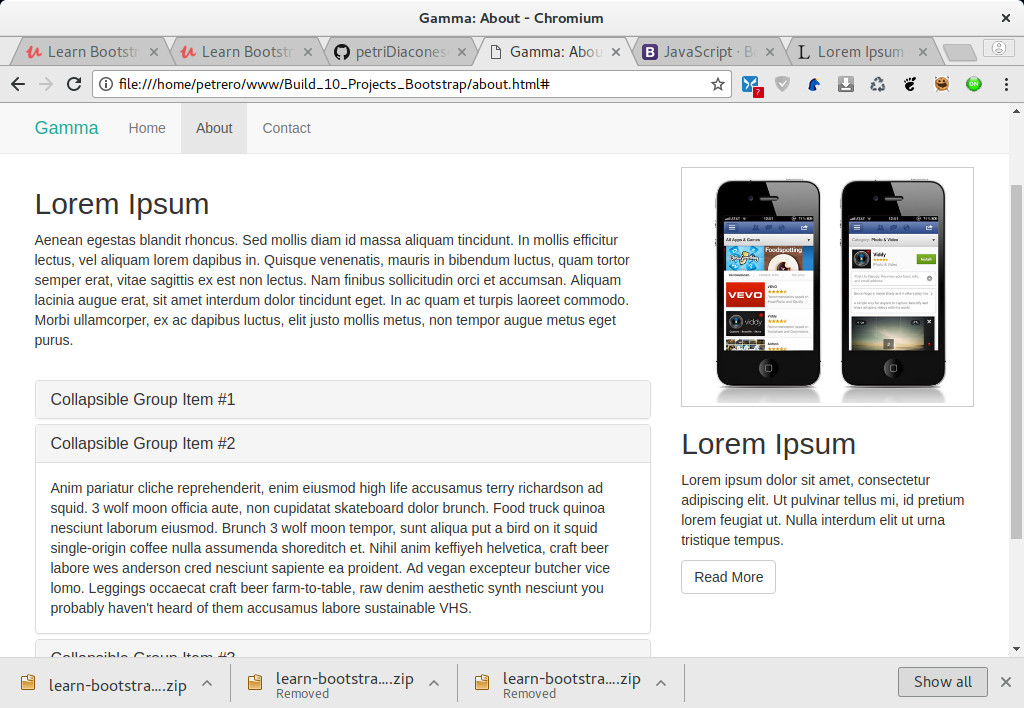 Gamma: About - Chromium
Learn Bootst
Learn Bootst
petriDiacones
Gamma: Abou
JavaScript · B
Lorem Ipsum
file:///home/petrero/www/Build_10_Projects_Bootstrap/about.html#
?
ON
Gamma
Home
About
Contact
Lorem Ipsum
Aenean egestas blandit rhoncus. Sed mollis diam id massa aliquam tincidunt. In mollis efficitur
lectus, vel aliquam lorem dapibus in. Quisque venenatis, mauris in bibendum luctus, quam tortor
semper erat, vitae sagittis ex est non lectus. Nam finibus sollicitudin orci et accumsan. Aliquam
lacinia augue erat, sit amet interdum dolor tincidunt eget. In ac quam et turpis laoreet commodo.
Morbi ullamcorper, ex ac dapibus luctus, elit justo mollis metus, non tempor augue metus eget
purus.
Collapsible Group Item #1
Collapsible Group Item #2
Anim pariatur cliche reprehenderit, enim eiusmod high life accusamus terry richardson ad
squid. 3 wolf moon officia aute, non cupidatat skateboard dolor brunch. Food truck quinoa
nesciunt laborum eiusmod. Brunch 3 wolf moon tempor, sunt aliqua put a bird on it squid
single-origin coffee nulla assumenda shoreditch et. Nihil anim keffiyeh helvetica, craft beer
labore wes anderson cred nesciunt sapiente ea proident. Ad vegan excepteur butcher vice
lomo. Leggings occaecat craft beer farm-to-table, raw denim aesthetic synth nesciunt you
probably haven't heard of them accusamus labore sustainable VHS.
Collapsible Group Item #3
All Apps & Games
Foodspotting
VEVO
VEVO
viddy
Viddy
Category: Photo & Video
Viddy
Install
Lorem Ipsum
Lorem ipsum dolor sit amet, consectetur
adipiscing elit. Ut pulvinar tellus mi, id pretium
lorem feugiat ut. Nulla interdum elit ut urna
tristique tempus.
Read More
learn-bootstra....zip
learn-bootstra....zip
Removed
learn-bootstra....zip
Removed
Show all